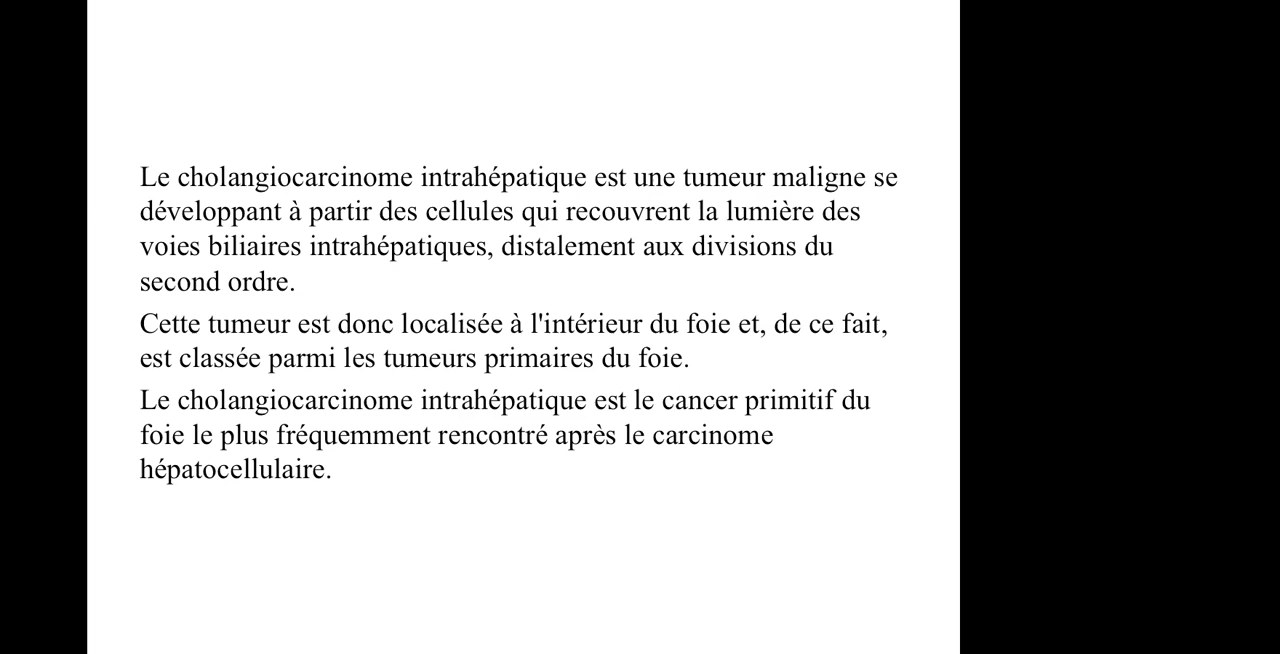 Le cholangiocarcinome intrahépatique est une tumeur maligne se
développant à partir des cellules qui recouvrent la lumière des
voies biliaires intrahépatiques, distalement aux divisions du
second ordre.
Cette tumeur est donc localisée à l'intérieur du foie et, de ce fait,
est classée parmi les tumeurs primaires du foie.
Le cholangiocarcinome intrahépatique est le cancer primitif du
foie le plus fréquemment rencontré après le carcinome
hépatocellulaire.